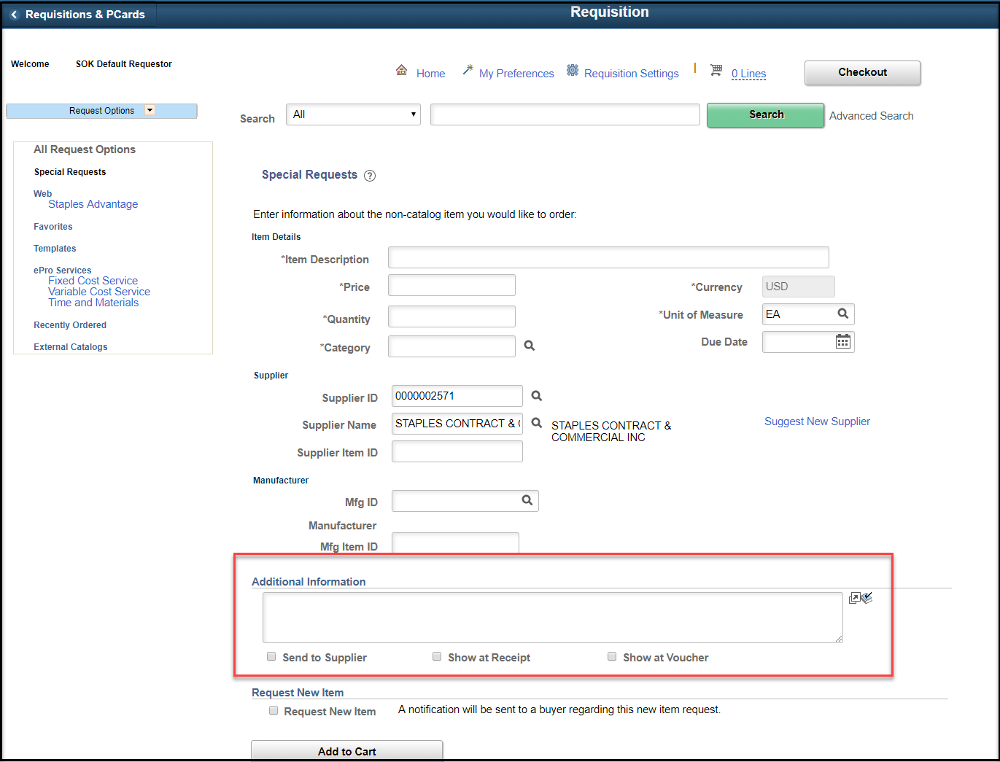 Requisitions & PCards
Requisition
Welcome SOK Default Requestor
Home My Preferences Requisition Settings 0 Lines Checkout
Request Options
Search All Search Advanced Search
All Request Options
Special Requests
Web
Staples Advantage
Favorites
Templates
ePro Services
Fixed Cost Service
Variable Cost Service
Time and Materials
Recently Ordered
External Catalogs
Special Requests ?
Enter information about the non-catalog item you would like to order:
Item Details
*Item Description
*Price *Currency USD
*Quantity *Unit of Measure EA
*Category Due Date
Supplier
Supplier ID 0000002571
Supplier Name STAPLES CONTRACT & STAPLES CONTRACT & Suggest New Supplier
COMMERCIAL INC
Supplier Item ID
Manufacturer
Mfg ID
Manufacturer
Mfg Item ID
Additional Information
Send to Supplier Show at Receipt Show at Voucher
Request New Item
Request New Item A notification will be sent to a buyer regarding this new item request.
Add to Cart